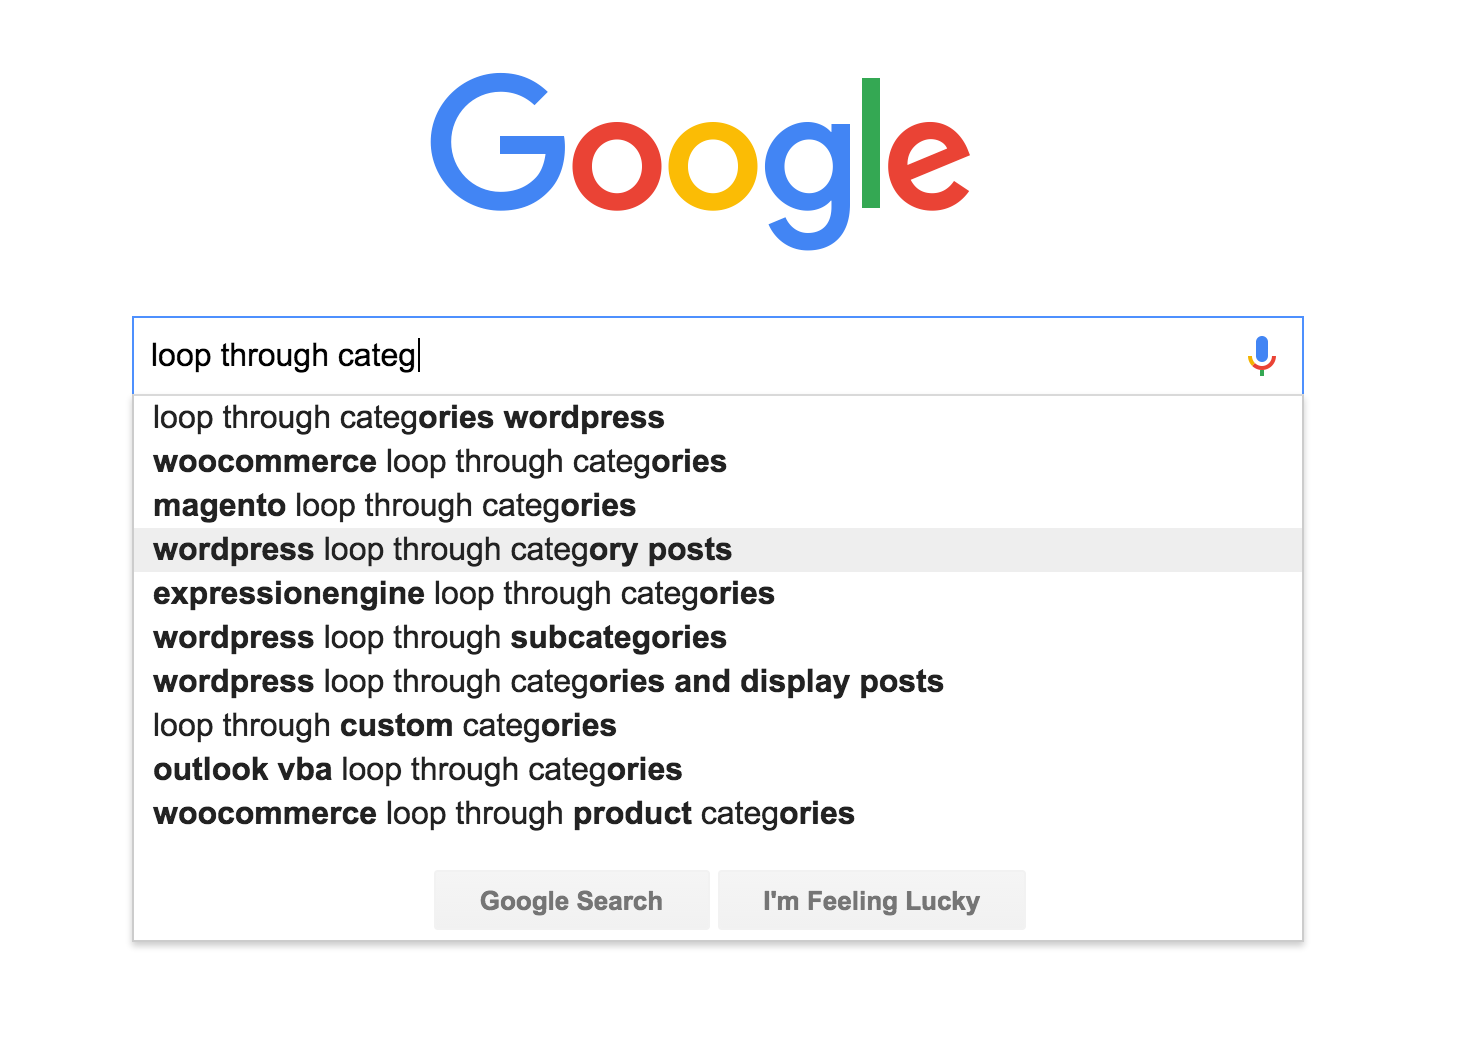 Google
loop through categ
loop through categories wordpress
woocommerce loop through categories
magento loop through categories
wordpress loop through category posts
expressionengine loop through categories
wordpress loop through subcategories
wordpress loop through categories and display posts
loop through custom categories
outlook vba loop through categories
woocommerce loop through product categories
Google Search I'm Feeling Lucky